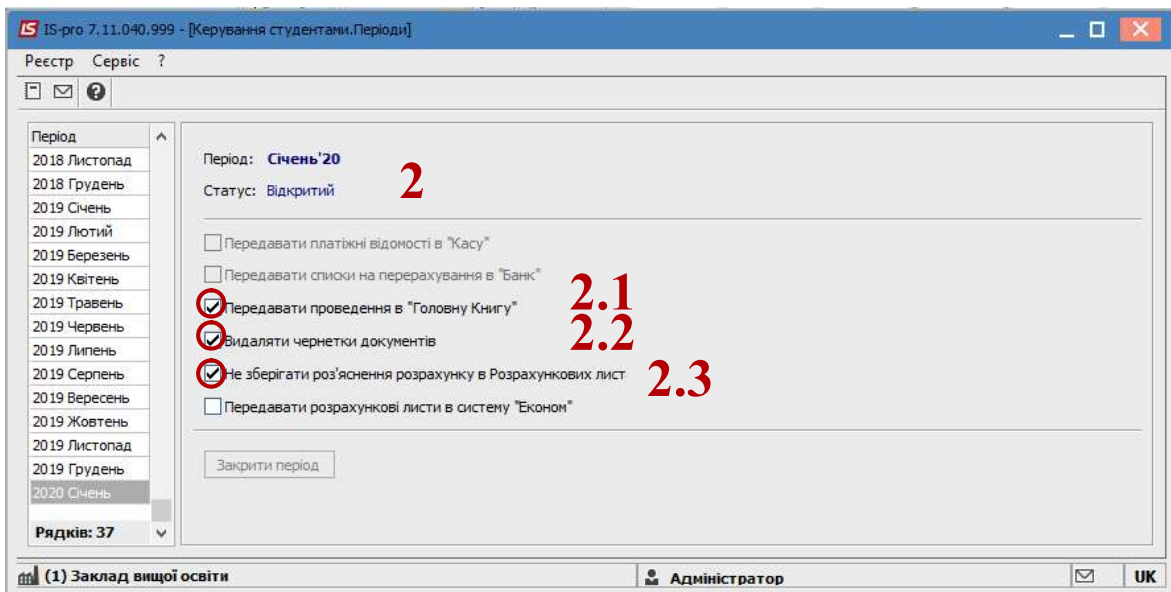 IS-pro 7.11.040.999 - [Керування студентами.Періоди]
Реєстр Сервіс ?
Період
2018 Листопад
2018 Грудень
2019 Січень
2019 Лютий
2019 Березень
2019 Квітень
2019 Травень
2019 Червень
2019 Липень
2019 Серпень
2019 Вересень
2019 Жовтень
2019 Листопад
2019 Грудень
2020 Січень
Рядків: 37
Період: Січень'20
Статус: Відкритий
2
Передавати платіжні відомості в "Касу"
Передавати списки на перерахування в "Банк"
Передавати проведення в "Головну Книгу" 2.1
Видаляти чернетки документів 2.2
Не зберігати роз'яснення розрахунку в Розрахункових лист 2.3
Передавати розрахункові листи в систему "Економ"
Закрити період
(1) Заклад вищої освіти Адміністратор UK